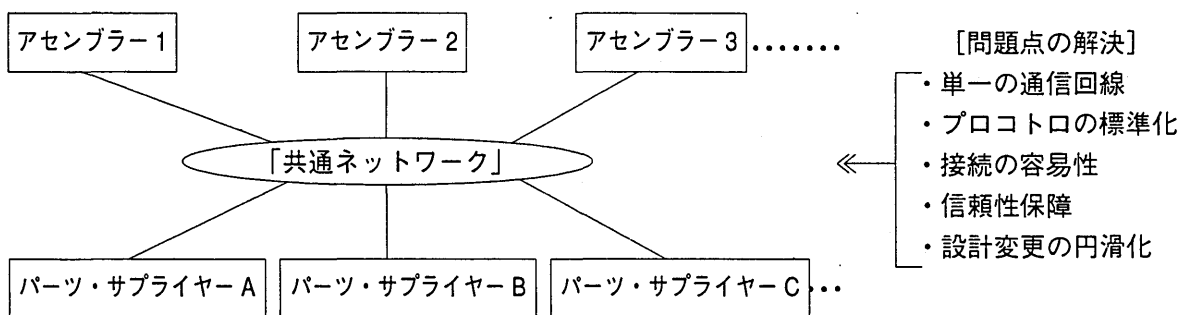 アセンブラー1
アセンブラー2
アセンブラー3.......
[問題点の解決]
・単一の通信回線
・プロコトロの標準化
・接続の容易性
・信頼性保障
・設計変更の円滑化
「共通ネットワーク」
パーツ・サプライヤーA
パーツ・サプライヤーB
パーツ・サプライヤーC...